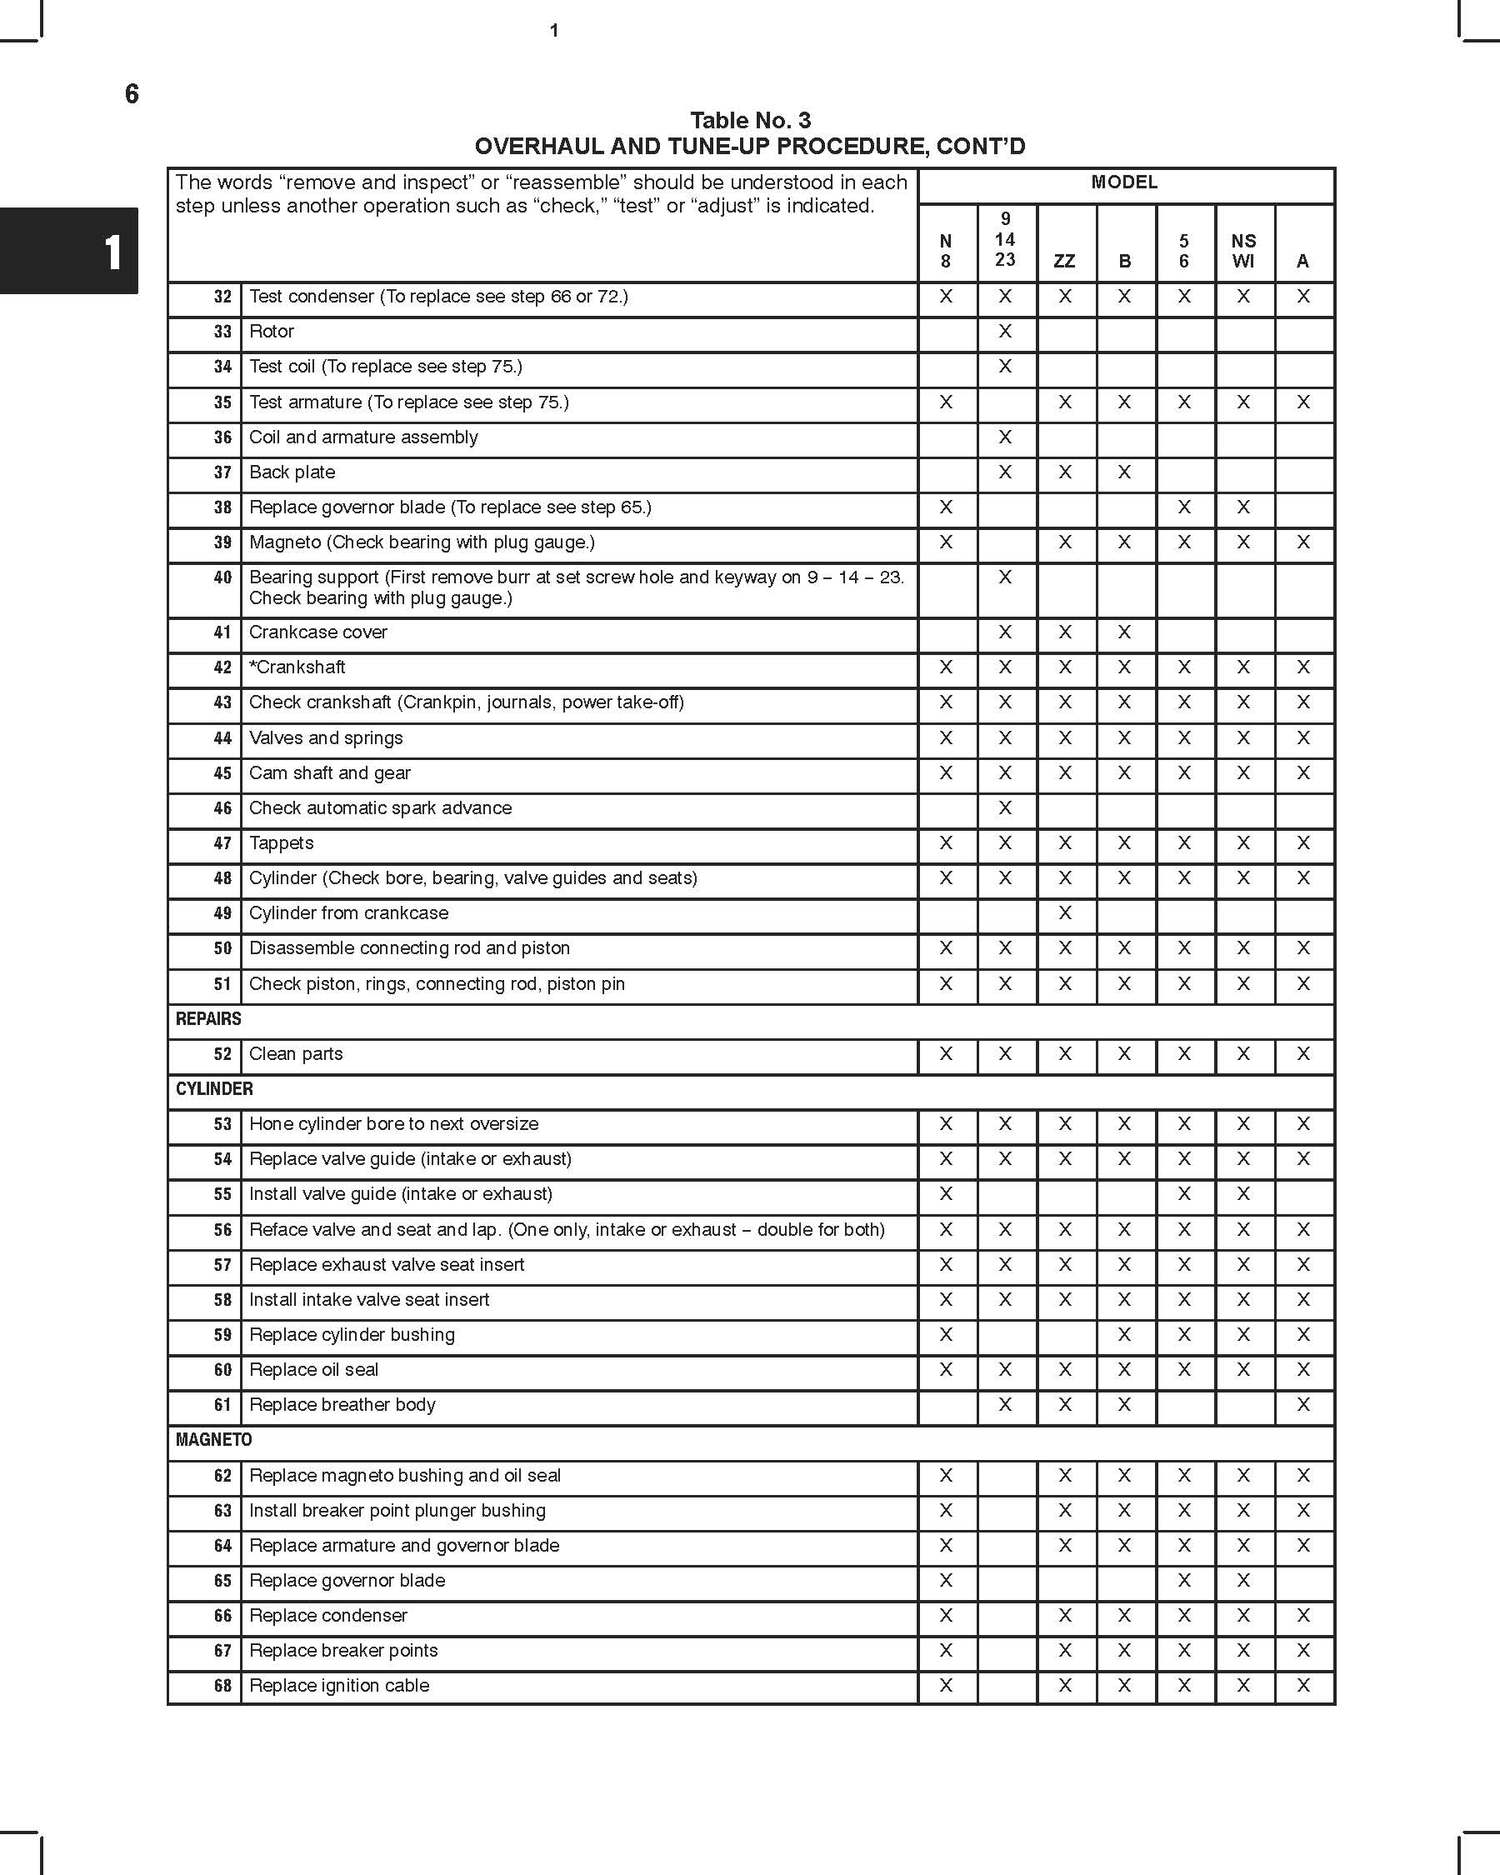 1
6
Table No. 3
OVERHAUL AND TUNE-UP PROCEDURE, CONT’D
The words “remove and inspect” or “reassemble” should be understood in each
step unless another operation such as “check,” “test” or “adjust” is indicated.
MODEL
N 8
9 14 23
ZZ
B
5 6
NS WI
A
1
32 Test condenser (To replace see step 66 or 72.) X X X X X X X
33 Rotor X
34 Test coil (To replace see step 75.) X
35 Test armature (To replace see step 75.) X X X X X X
36 Coil and armature assembly X
37 Back plate X X X
38 Replace governor blade (To replace see step 65.) X X X
39 Magneto (Check bearing with plug gauge.) X X X X X X
40 Bearing support (First remove burr at set screw hole and keyway on 9 – 14 – 23. X
Check bearing with plug gauge.)
41 Crankcase cover X X X
42 *Crankshaft X X X X X X X
43 Check crankshaft (Crankpin, journals, power take-off) X X X X X X X
44 Valves and springs X X X X X X X
45 Cam shaft and gear X X X X X X X
46 Check automatic spark advance X
47 Tappets X X X X X X X
48 Cylinder (Check bore, bearing, valve guides and seats) X X X X X X X
49 Cylinder from crankcase X
50 Disassemble connecting rod and piston X X X X X X X
51 Check piston, rings, connecting rod, piston pin X X X X X X X
REPAIRS
52 Clean parts X X X X X X X
CYLINDER
53 Hone cylinder bore to next oversize X X X X X X X
54 Replace valve guide (intake or exhaust) X X X X X X X
55 Install valve guide (intake or exhaust) X X X
56 Reface valve and seat and lap. (One only, intake or exhaust – double for both) X X X X X X X
57 Replace exhaust valve seat insert X X X X X X X
58 Install intake valve seat insert X X X X X X X
59 Replace cylinder bushing X X X X X
60 Replace oil seal X X X X X X X
61 Replace breather body X X X X
MAGNETO
62 Replace magneto bushing and oil seal X X X X X X
63 Install breaker point plunger bushing X X X X X X
64 Replace armature and governor blade X X X X X X
65 Replace governor blade X X X
66 Replace condenser X X X X X X
67 Replace breaker points X X X X X X
68 Replace ignition cable X X X X X X